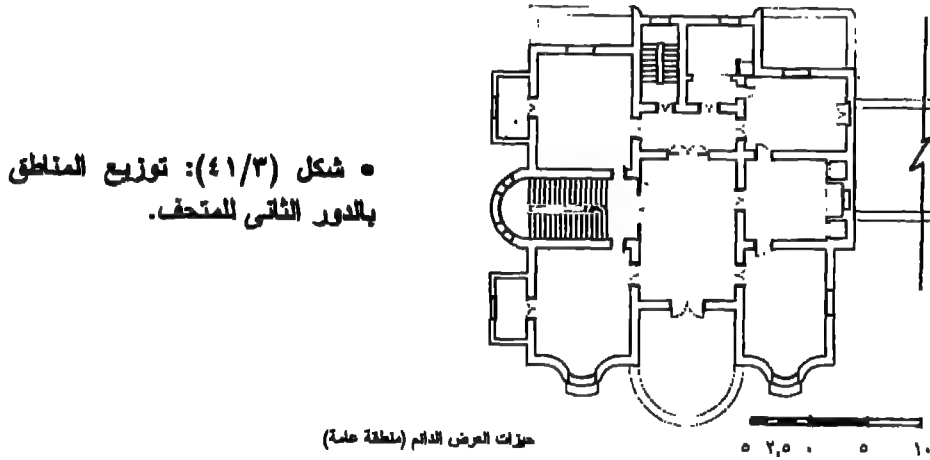 • شكل (٤١/٣): توزيع المناطق
بالدور الثانى للمتحف.
حيزات العرض الدائم (منطقة عامة)
٥ ٢,٥ ٠ ٥ ١٠